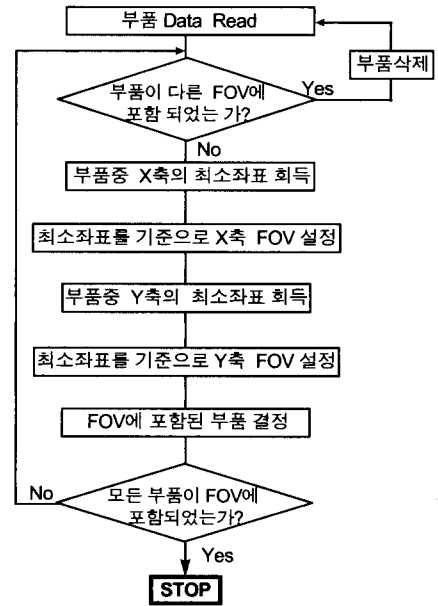 부품 Data Read
부품삭제
부품이 다른 FOV에
포함 되었는 가?
Yes
No
부품중 X축의 최소좌표 회득
최소좌표를 기준으로 X축 FOV 설정
부품중 Y축의 최소좌표 회득
최소좌표를 기준으로 Y축 FOV 설정
FOV에 포함된 부품 결정
No
모든 부품이 FOV에
포함되었는가?
Yes
STOP